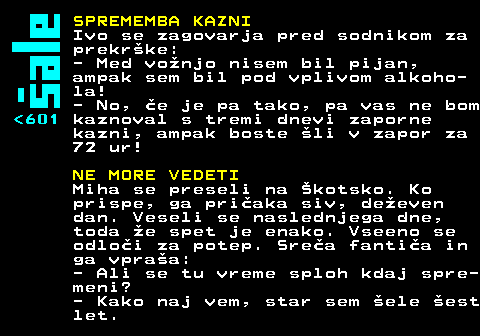 Šale
<601
SPREMEMBA KAZNI
Ivo se zagovarja pred sodnikom za
prekrške:
- Med vožnjo nisem bil pijan,
ampak sem bil pod vplivom alkoho-
la!
- No, če je pa tako, pa vas ne bom
kaznoval s tremi dnevi zaporne
kazni, ampak boste šli v zapor za
72 ur!
NE MORE VEDETI
Miha se preseli na Škotsko. Ko
prispe, ga pričaka siv, deževen
dan. Veseli se naslednjega dne,
toda že spet je enako. Vseeno se
odloči za potep. Sreča fantiča in
ga vpraša:
- Ali se tu vreme sploh kdaj spre-
meni?
- Kako naj vem, star sem šele šest
let.